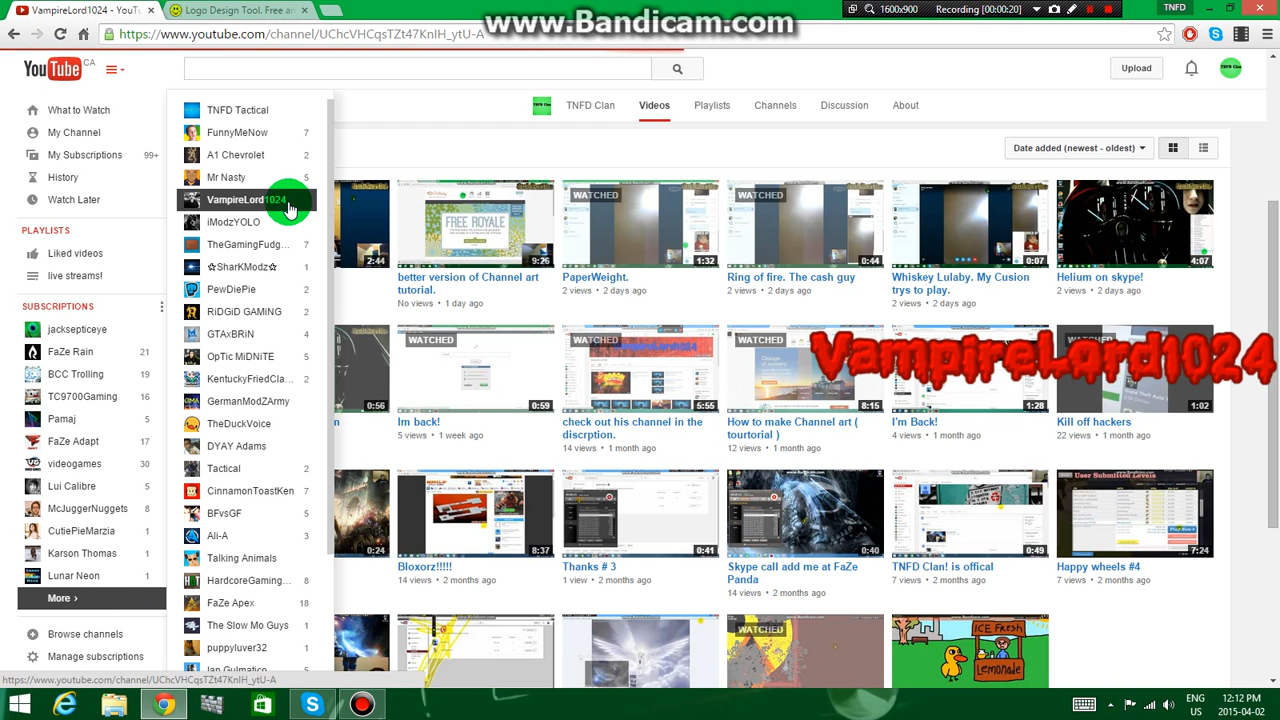 www.Bandicam.com
VampireLord1024 - YouTu
Logo Design Tool. Free
1600x900
Recording (00:00:20)
TNFD
https://www.youtube.com/channel/UChcVHCqsTZt47KnIH_ytU-A
YouTube CA
Upload
What to Watch
My Channel
My Subscriptions 99+
History
Watch Later
PLAYLISTS
Liked videos
live streams!
SUBSCRIPTIONS
jacksepticeye
FaZe Rain 21
BCC Trolling 19
TC9700Gaming 16
Pamaj 5
FaZe Adapt 17
videogames 30
Lui Calibre 5
McJuggerNuggets 8
CutiePieMarzia 1
Karson Thomas 1
Lunar Neon 1
More ›
Browse channels
Manage subscriptions
TNFD Tactical
FunnyMeNow 7
A1 Chevrolet 2
Mr Nasty 5
VampireLord1024
iModzYOLO
TheGamingFudg... 7
☆SharKModz☆ 1
PewDiePie 2
RiDGiD GAMING 2
GTAxBRiN 4
OpTic MIDNITE 5
KentuckyFriedCla... 2
GermanModZArmy
TheDuckVoice
DYAY Adams
Tactical 2
CinnamonToastKen 7
BFvsGF 5
Ali-A 3
Talking Animals
HardcoreGaming... 8
FaZe Apex 18
The Slow Mo Guys 1
puppyluver32 1
TNFD Clan
Videos
Playlists
Channels
Discussion
About
Date added (newest - oldest)
2:44
9:26
better version of Channel art tutorial.
No views • 1 day ago
WATCHED
1:32
PaperWeight.
2 views • 2 days ago
WATCHED
0:44
Ring of fire. The cash guy
2 views • 2 days ago
0:07
Whiskey Lulaby. My Cusion trys to play.
2 views • 2 days ago
4:07
Helium on skype!
2 views • 2 days ago
0:56
WATCHED
0:59
Im back!
5 views • 1 week ago
WATCHED
5:55
check out his channel in the discrption.
14 views • 1 month ago
WATCHED
8:15
How to make Channel art ( tourtorial )
12 views • 1 month ago
1:28
I'm Back!
4 views • 1 month ago
WATCHED
1:02
Kill off hackers
22 views • 1 month ago
0:24
8:37
Bloxorz!!!!!
14 views • 2 months ago
0:41
Thanks # 3
1 view • 2 months ago
0:40
Skype call add me at FaZe Panda
14 views • 2 months ago
0:49
TNFD Clan! is offical
7 views • 2 months ago
7:24
Happy wheels #4
7 views • 2 months ago
WATCHED
ICE FRESH
LEMONADE
https://www.youtube.com/channel/UChcVHCqsTZt47KnIH_ytU-A
ENG
US
12:12 PM
2015-04-02